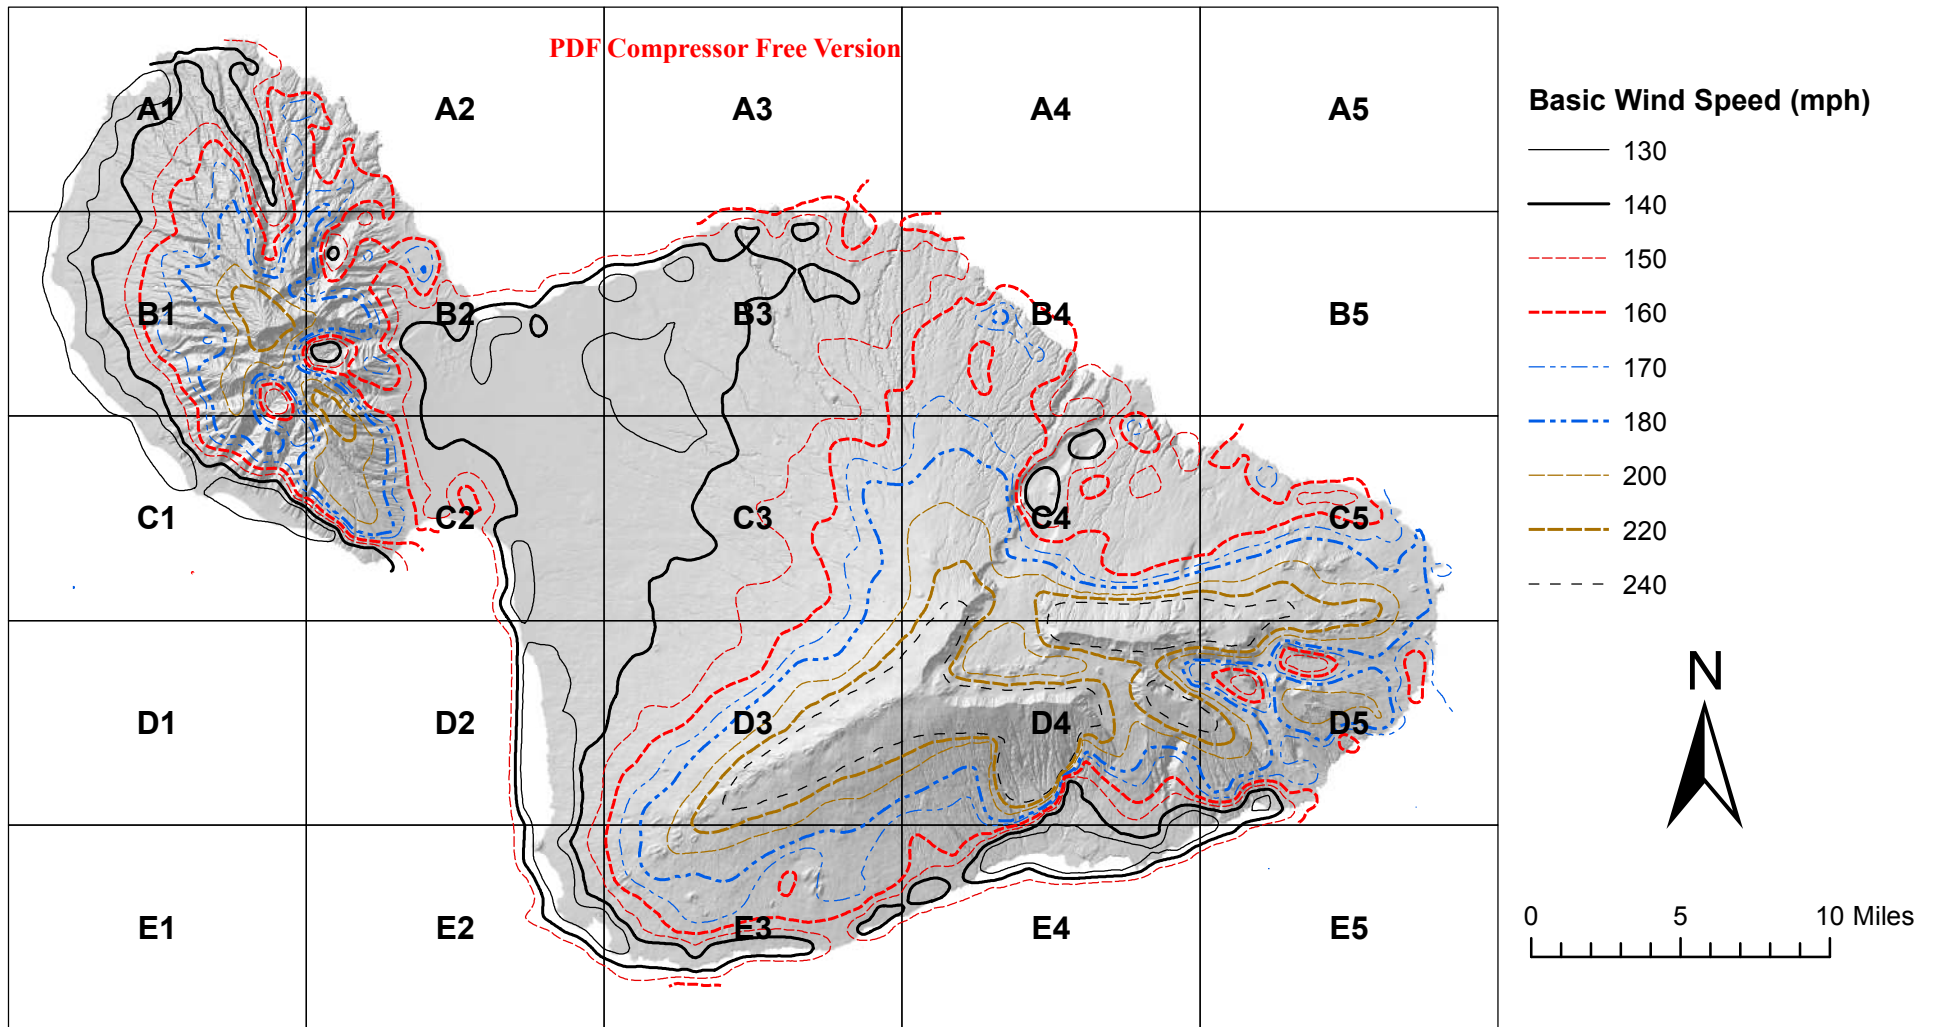 PDF Compressor Free Version
A1
A2
A3
A4
A5
B1
B2
B3
B4
B5
C1
C2
C3
C4
C5
D1
D2
D3
D4
D5
E1
E2
E3
E4
E5
Basic Wind Speed (mph)
130
140
150
160
170
180
200
220
240
N
0 5 10 Miles